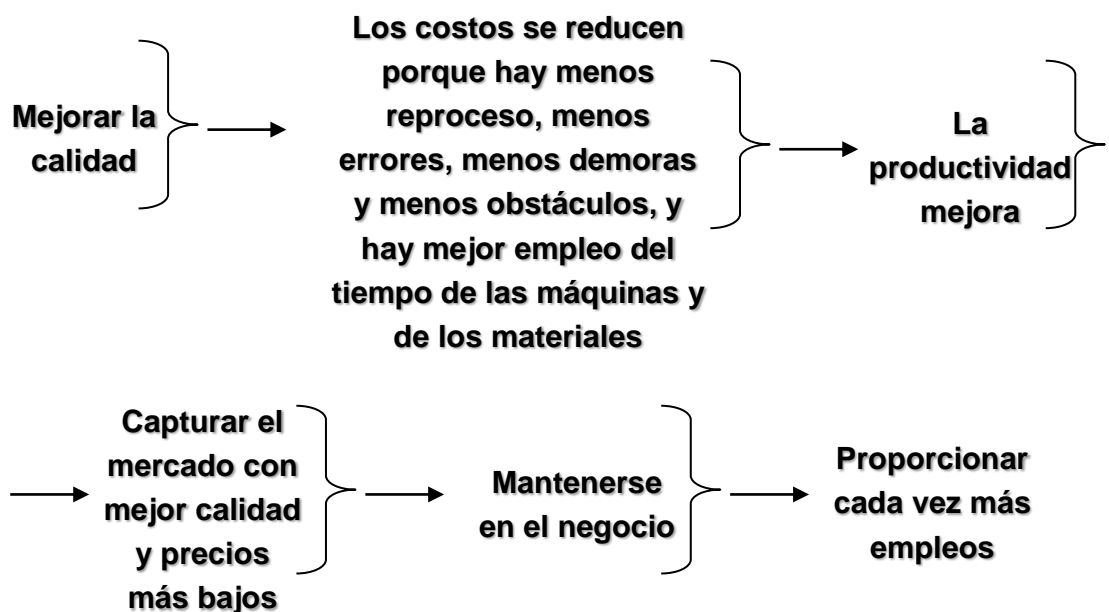 Mejorar la
calidad
Los costos se reducen
porque hay menos
reproceso, menos
errores, menos demoras
y menos obstáculos, y
hay mejor empleo del
tiempo de las máquinas y
de los materiales
La
productividad
mejora
Capturar el
mercado con
mejor calidad
y precios
más bajos
Mantenerse
en el negocio
Proporcionar
cada vez más
empleos